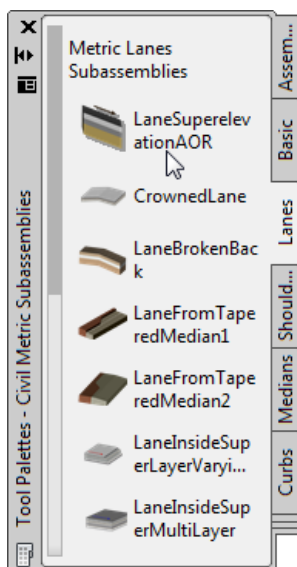 Metric Lanes
Subassemblies
LaneSuperelev
ationAOR
CrownedLane
LaneBrokenBac
k
LaneFromTape
redMedian1
LaneFromTape
redMedian2
LaneInsideSup
erLayerVaryi...
LaneInsideSup
erMultiLayer
Assem...
Basic
Lanes
Should...
Medians
Curbs
Tool Palettes - Civil Metric Subassemblies